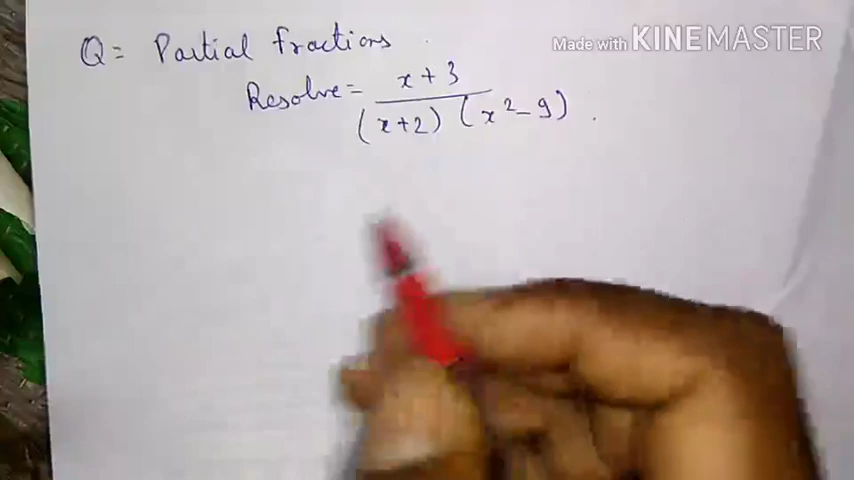 Q = Partial fractions
Made with KINEMASTER
Resolve = x + 3 / (x+2) (x² - 9) .